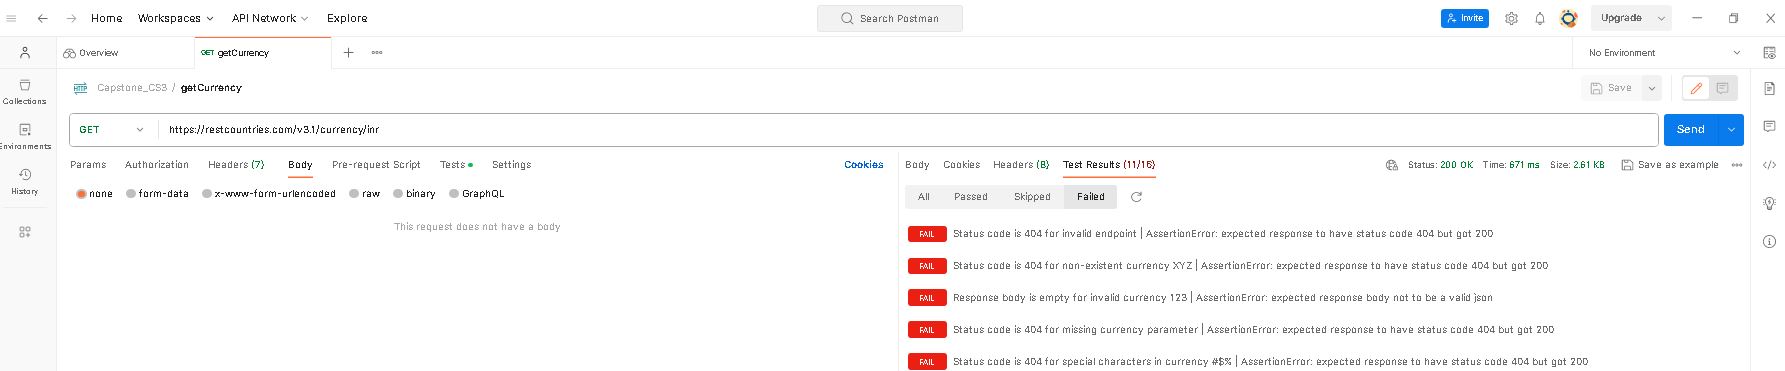 Home Workspaces API Network Explore Search Postman Invite Upgrade
Overview GET getCurrency No Environment
HTTP Capstone_CS3 / getCurrency Save
GET https://restcountries.com/v3.1/currency/inr Send
Params Authorization Headers (7) Body Pre-request Script Tests Settings Cookies
none form-data x-www-form-urlencoded raw binary GraphQL
This request does not have a body
Collections
Environments
History
Body Cookies Headers (8) Test Results (11/16) Status: 200 OK Time: 671 ms Size: 2.61 KB Save as example
All Passed Skipped Failed
FAIL Status code is 404 for invalid endpoint | AssertionError: expected response to have status code 404 but got 200
FAIL Status code is 404 for non-existent currency XYZ | AssertionError: expected response to have status code 404 but got 200
FAIL Response body is empty for invalid currency 123 | AssertionError: expected response body not to be a valid json
FAIL Status code is 404 for missing currency parameter | AssertionError: expected response to have status code 404 but got 200
FAIL Status code is 404 for special characters in currency #$% | AssertionError: expected response to have status code 404 but got 200